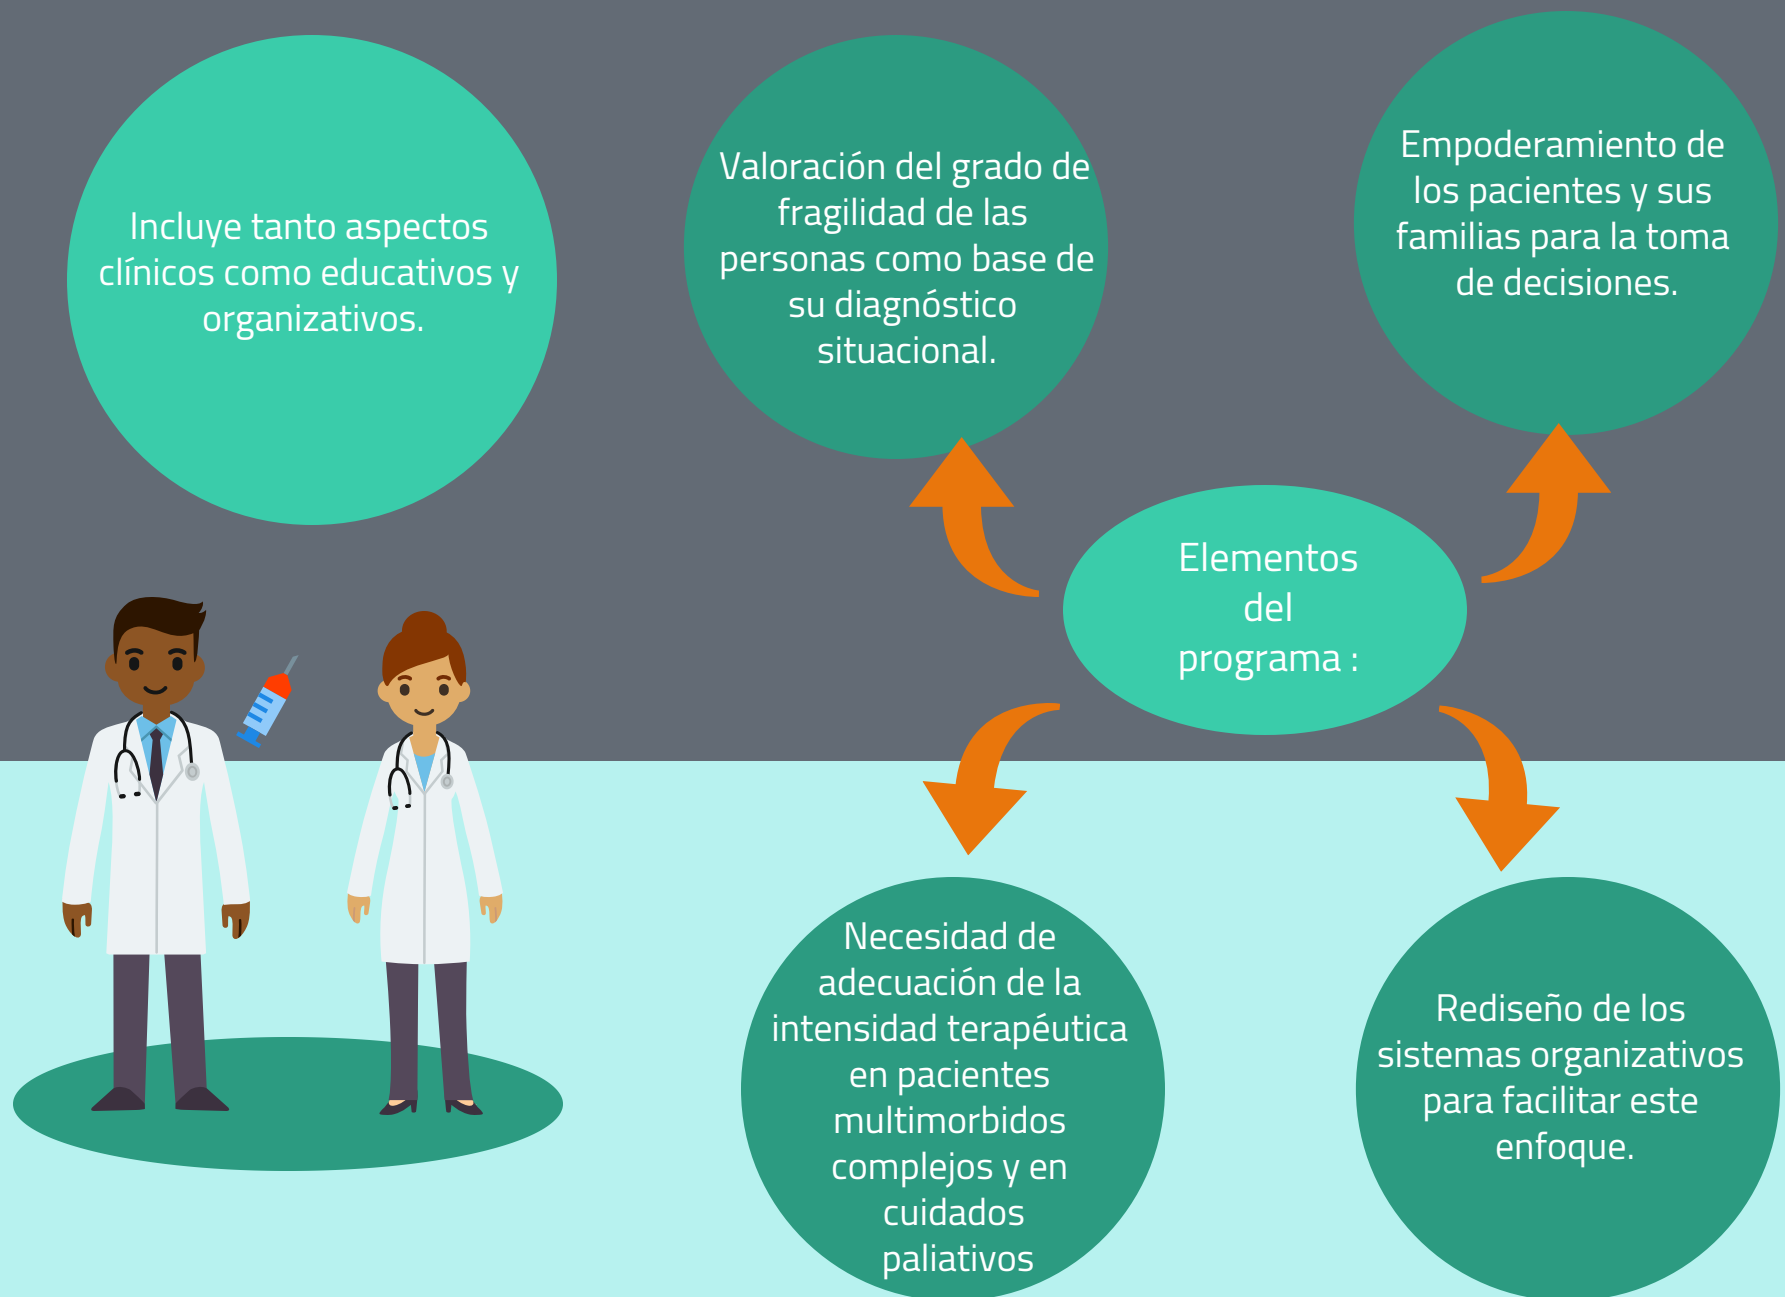 Incluye tanto aspectos
clínicos como educativos y
organizativos.
Valoración del grado de
fragilidad de las
personas como base de
su diagnóstico
situacional.
Empoderamiento de
los pacientes y sus
familias para la toma
de decisiones.
Elementos
del
programa :
Necesidad de
adecuación de la
intensidad terapéutica
en pacientes
multimorbidos
complejos y en
cuidados
paliativos
Rediseño de los
sistemas organizativos
para facilitar este
enfoque.